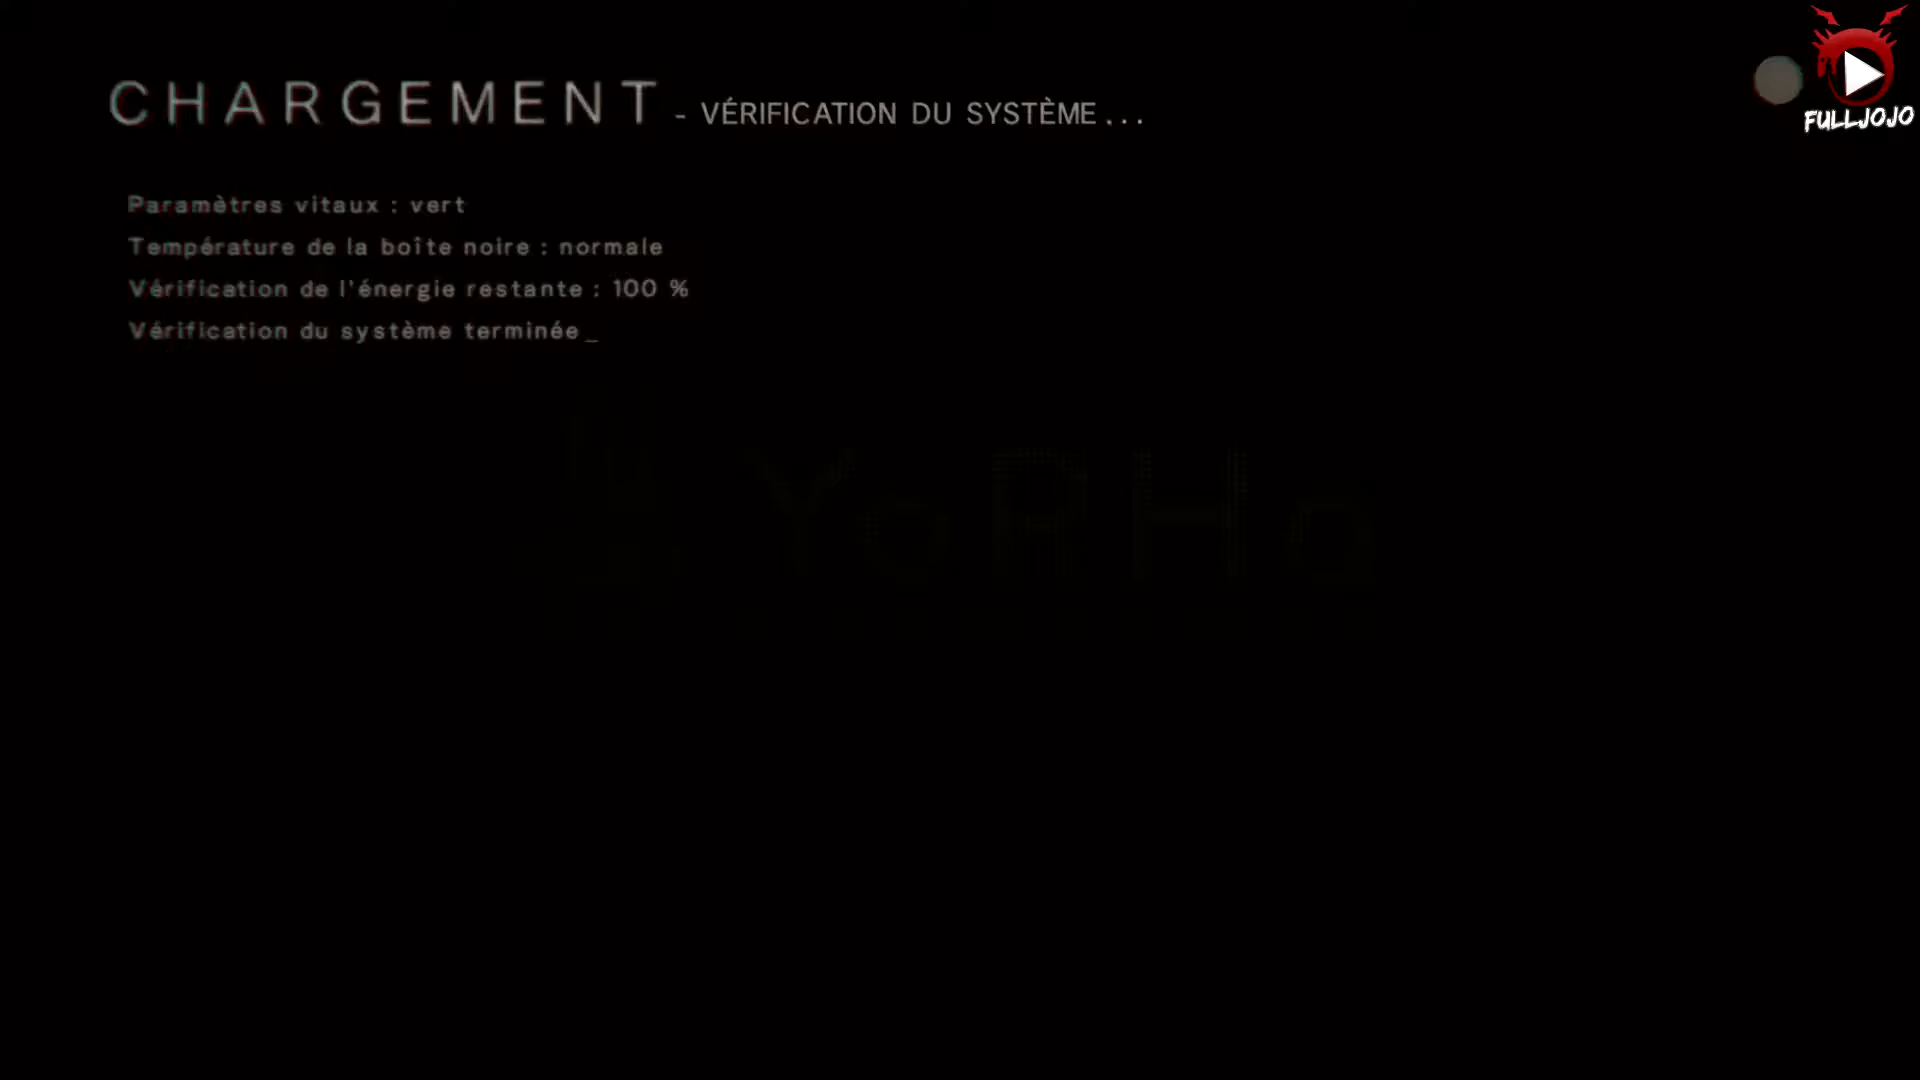 CHARGEMENT - VÉRIFICATION DU SYSTÈME...
FULLJOJO
Paramètres vitaux : vert
Température de la boîte noire : normale
Vérification de l'énergie restante : 100 %
Vérification du système terminée_
YoRHa